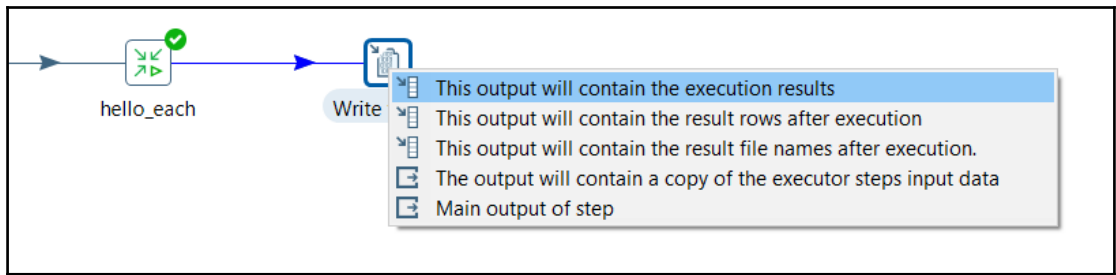 hello_each
Write
This output will contain the execution results
This output will contain the result rows after execution
This output will contain the result file names after execution.
The output will contain a copy of the executor steps input data
Main output of step